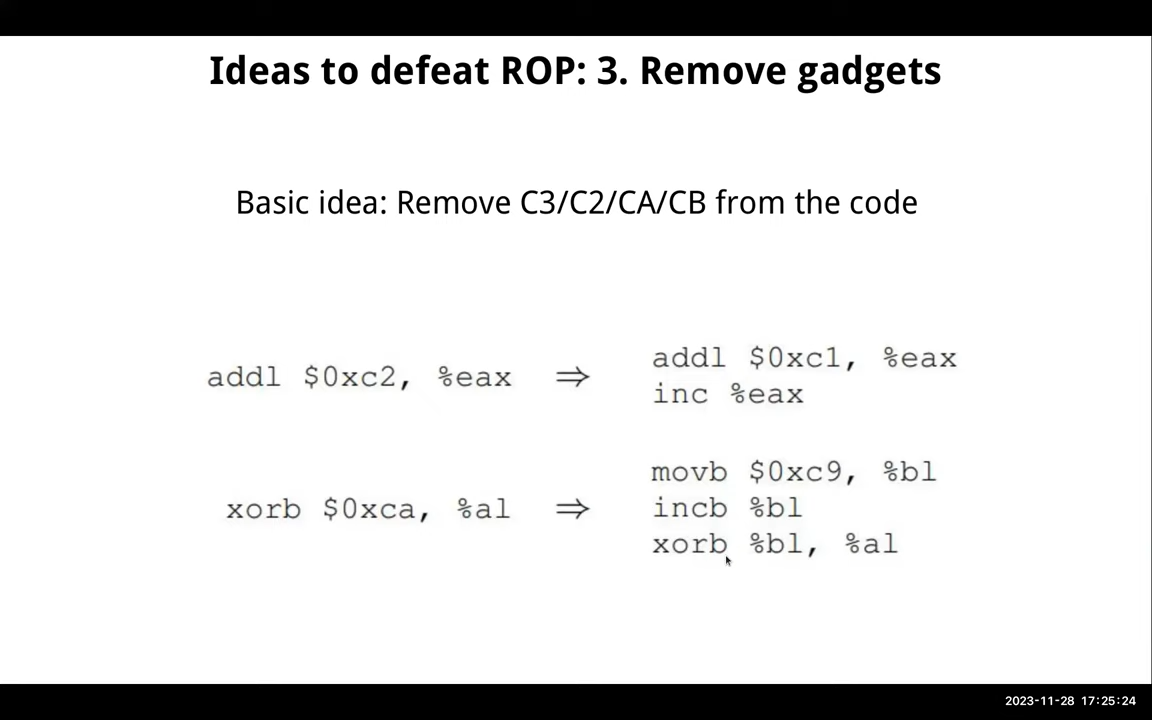 Ideas to defeat ROP: 3. Remove gadgets
Basic idea: Remove C3/C2/CA/CB from the code
addl $0xc2, %eax ⇒ addl $0xc1, %eax
inc %eax
xorb $0xca, %al ⇒ movb $0xc9, %bl
incb %bl
xorb %bl, %al
2023-11-28 17:25:24